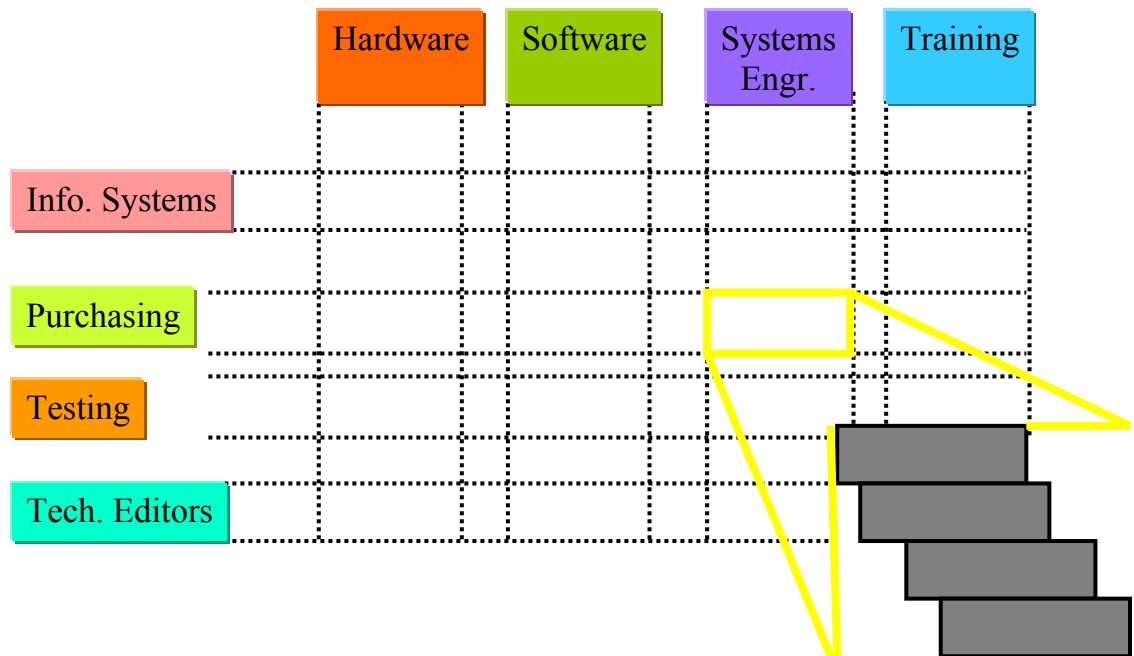 Hardware
Software
Systems
Engr.
Training
Info. Systems
Purchasing
Testing
Tech. Editors